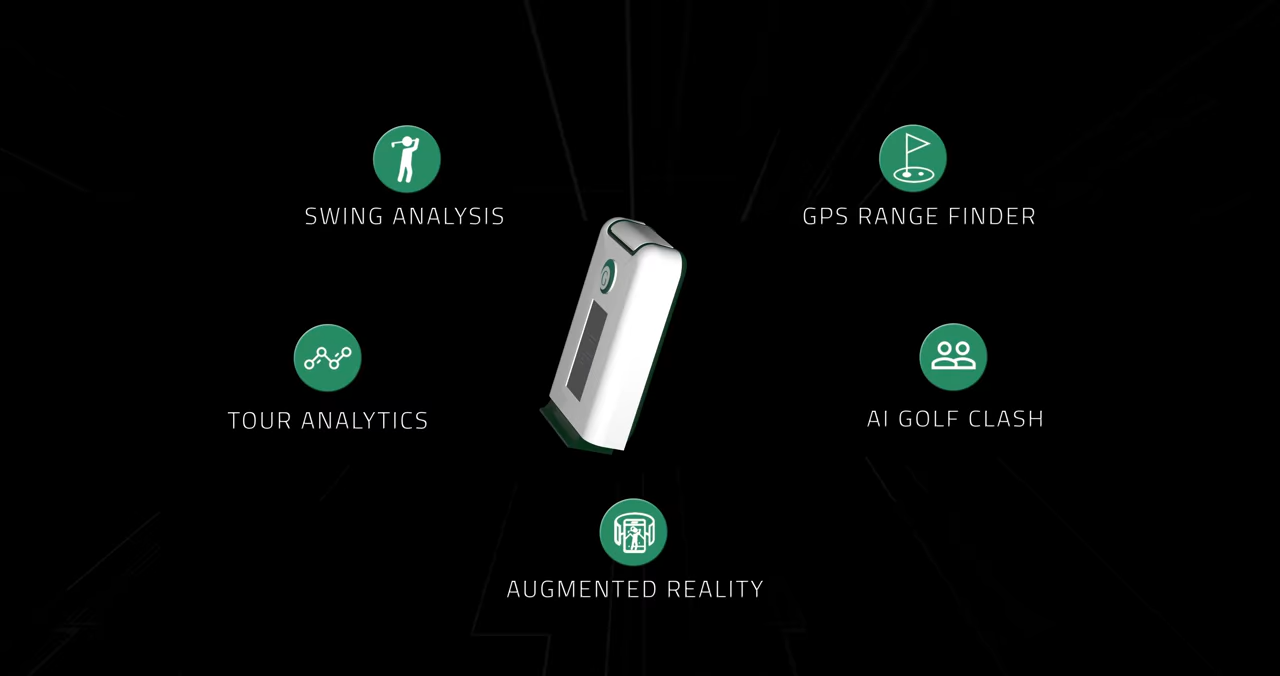 SWING ANALYSIS
GPS RANGE FINDER
TOUR ANALYTICS
AI GOLF CLASH
AUGMENTED REALITY